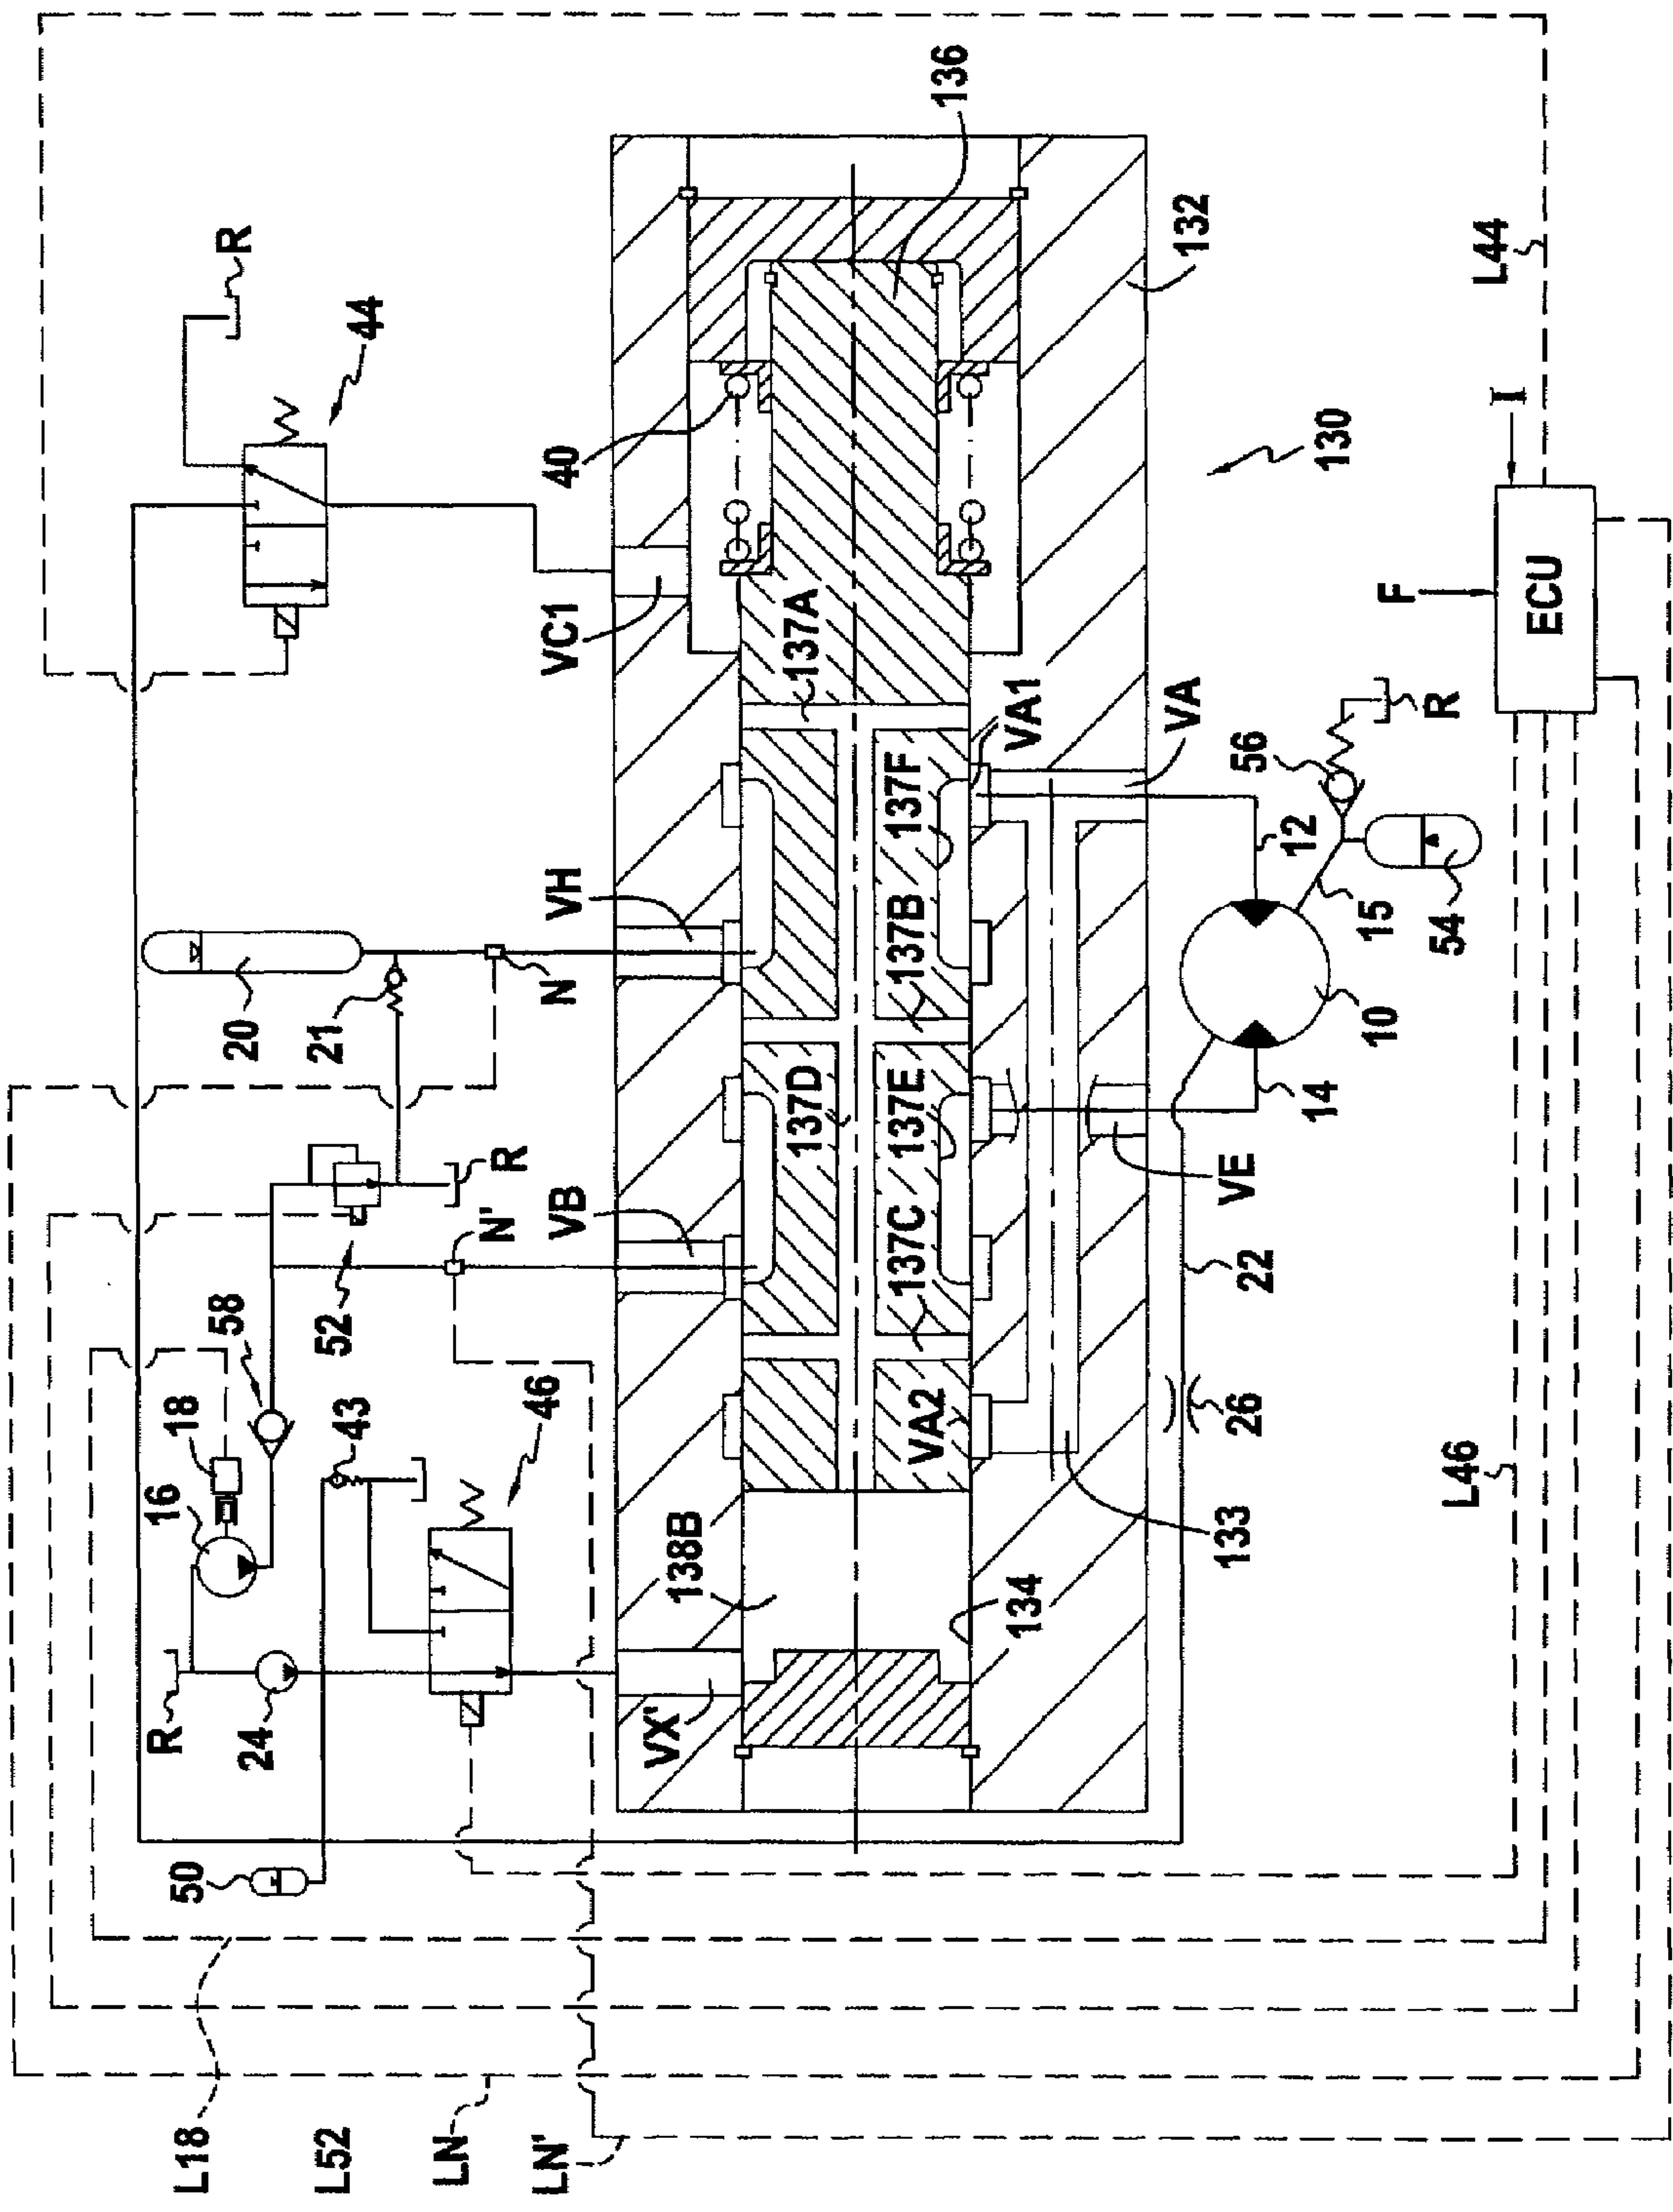 136
R
44
132
L44
40
I
130
F
ECU
VC1
137A
VA1
VA
R
56
137F
12
VH
137B
15
54
20
21
N
10
137D
137E
14
R
N'
VB
137C
VE
52
22
58
18
43
46
VA2
26
16
L46
138B
134
133
R
24
VX'
50
L18
L52
LN
LN'